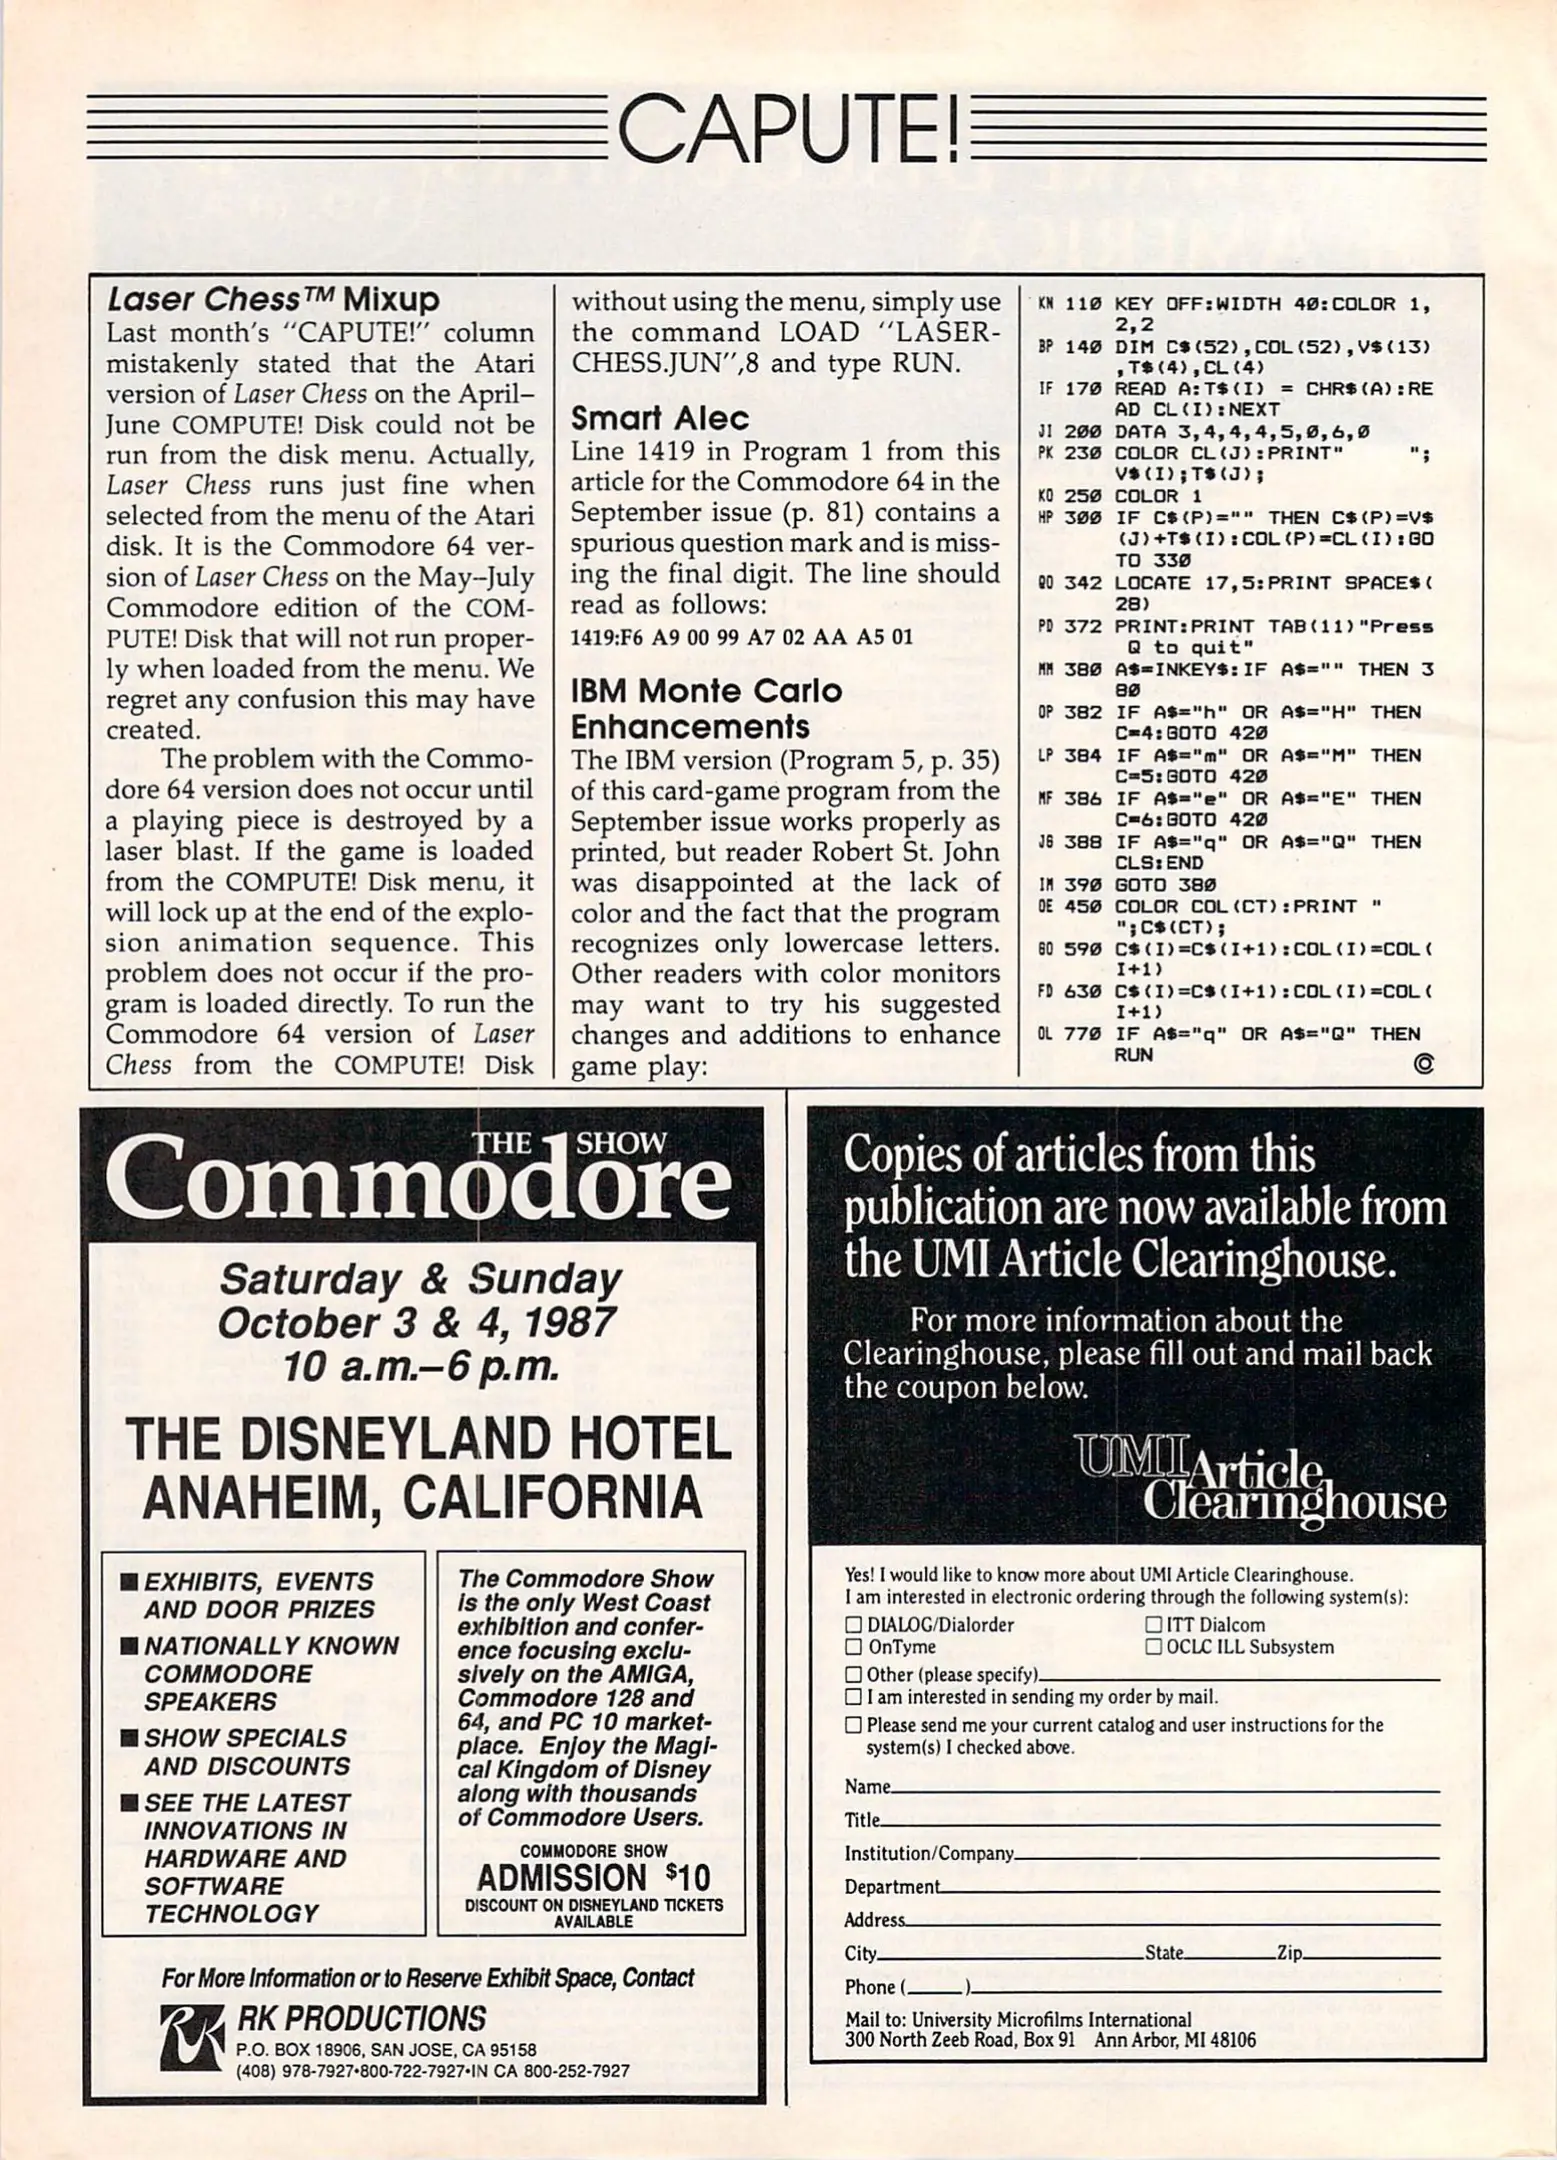 CAPUTE!
Laser Chess™ Mixup
Last month's "CAPUTE!" column
mistakenly stated that the Atari
version of Laser Chess on the April–
June COMPUTE! Disk could not be
run from the disk menu. Actually,
Laser Chess runs just fine when
selected from the menu of the Atari
disk. It is the Commodore 64 ver-
sion of Laser Chess on the May–July
Commodore edition of the COM-
PUTE! Disk that will not run proper-
ly when loaded from the menu. We
regret any confusion this may have
created.
The problem with the Commo-
dore 64 version does not occur until
a playing piece is destroyed by a
laser blast. If the game is loaded
from the COMPUTE! Disk menu, it
will lock up at the end of the explo-
sion animation sequence. This
problem does not occur if the pro-
gram is loaded directly. To run the
Commodore 64 version of Laser
Chess from the COMPUTE! Disk
without using the menu, simply use
the command LOAD "LASER-
CHESS.JUN",8 and type RUN.
Smart Alec
Line 1419 in Program 1 from this
article for the Commodore 64 in the
September issue (p. 81) contains a
spurious question mark and is miss-
ing the final digit. The line should
read as follows:
1419:F6 A9 00 99 A7 02 AA A5 01
IBM Monte Carlo
Enhancements
The IBM version (Program 5, p. 35)
of this card-game program from the
September issue works properly as
printed, but reader Robert St. John
was disappointed at the lack of
color and the fact that the program
recognizes only lowercase letters.
Other readers with color monitors
may want to try his suggested
changes and additions to enhance
game play:
KN 110 KEY OFF:WIDTH 40:COLOR 1,
2,2
BP 140 DIM C$(52),COL(52),V$(13)
,T$(4),CL(4)
IF 170 READ A:T$(I) = CHR$(A):RE
AD CL(I):NEXT
JI 200 DATA 3,4,4,4,5,0,6,0
PK 230 COLOR CL(J):PRINT"      ";
V$(I);T$(J);
KO 250 COLOR 1
HP 300 IF C$(P)="" THEN C$(P)=V$
(J)+T$(I):COL(P)=CL(I):GO
TO 330
QO 342 LOCATE 17,5:PRINT SPACE$(
28)
PD 372 PRINT:PRINT TAB(11)"Press
Q to quit"
MM 380 A$=INKEY$:IF A$="" THEN 3
80
OP 382 IF A$="h" OR A$="H" THEN
C=4:GOTO 420
LP 384 IF A$="m" OR A$="M" THEN
C=5:GOTO 420
MF 386 IF A$="e" OR A$="E" THEN
C=6:GOTO 420
JG 388 IF A$="q" OR A$="Q" THEN
CLS:END
IM 390 GOTO 380
OE 450 COLOR COL(CT):PRINT "
";C$(CT);
GO 590 C$(I)=C$(I+1):COL(I)=COL(
I+1)
FD 630 C$(I)=C$(I+1):COL(I)=COL(
I+1)
OL 770 IF A$="q" OR A$="Q" THEN
RUN
THE SHOW
Commodore
Saturday & Sunday
October 3 & 4, 1987
10 a.m.–6 p.m.
THE DISNEYLAND HOTEL
ANAHEIM, CALIFORNIA
■ EXHIBITS, EVENTS
AND DOOR PRIZES
■ NATIONALLY KNOWN
COMMODORE
SPEAKERS
■ SHOW SPECIALS
AND DISCOUNTS
■ SEE THE LATEST
INNOVATIONS IN
HARDWARE AND
SOFTWARE
TECHNOLOGY
The Commodore Show
is the only West Coast
exhibition and confer-
ence focusing exclu-
sively on the AMIGA,
Commodore 128 and
64, and PC 10 market-
place. Enjoy the Magi-
cal Kingdom of Disney
along with thousands
of Commodore Users.
COMMODORE SHOW
ADMISSION $10
DISCOUNT ON DISNEYLAND TICKETS
AVAILABLE
For More Information or to Reserve Exhibit Space, Contact
RK RK PRODUCTIONS
P.O. BOX 18906, SAN JOSE, CA 95158
(408) 978-7927•800-722-7927•IN CA 800-252-7927
Copies of articles from this
publication are now available from
the UMI Article Clearinghouse.
For more information about the
Clearinghouse, please fill out and mail back
the coupon below.
UMI Article
Clearinghouse
Yes! I would like to know more about UMI Article Clearinghouse.
I am interested in electronic ordering through the following system(s):
☐ DIALOG/Dialorder ☐ ITT Dialcom
☐ OnTyme ☐ OCLC ILL Subsystem
☐ Other (please specify)
☐ I am interested in sending my order by mail.
☐ Please send me your current catalog and user instructions for the
system(s) I checked above.
Name
Title
Institution/Company
Department
Address
City State Zip
Phone ( )
Mail to: University Microfilms International
300 North Zeeb Road, Box 91 Ann Arbor, MI 48106